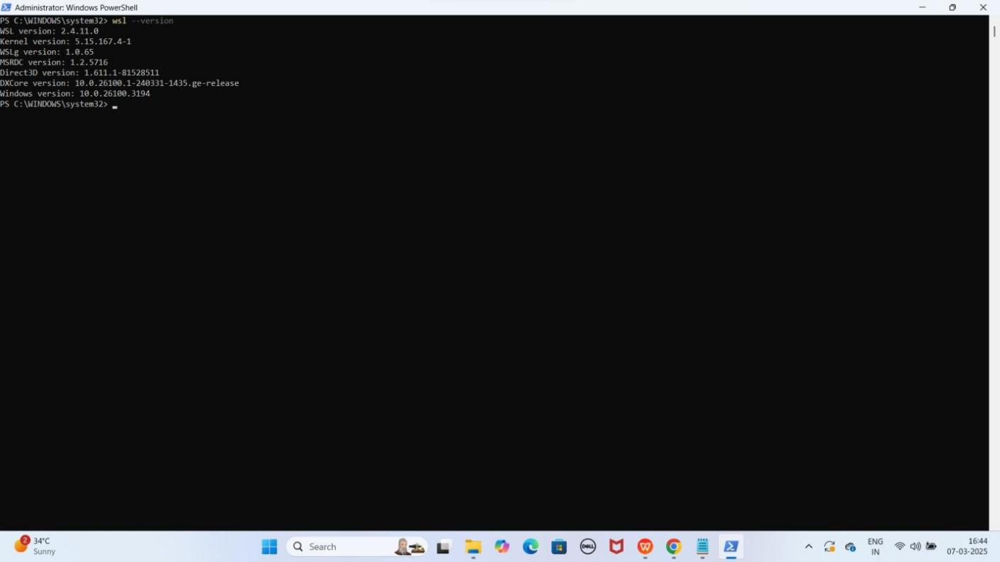 Administrator: Windows PowerShell
PS C:\WINDOWS\system32> wsl --version
WSL version: 2.4.11.0
Kernel version: 5.15.167.4-1
WSLg version: 1.0.65
MSRDC version: 1.2.5716
Direct3D version: 1.611.1-81528511
DXCore version: 10.0.26100.1-240331-1435.ge-release
Windows version: 10.0.26100.3194
PS C:\WINDOWS\system32>
2
34°C
Sunny
Search
DELL
W
ENG
IN
16:44
07-03-2025